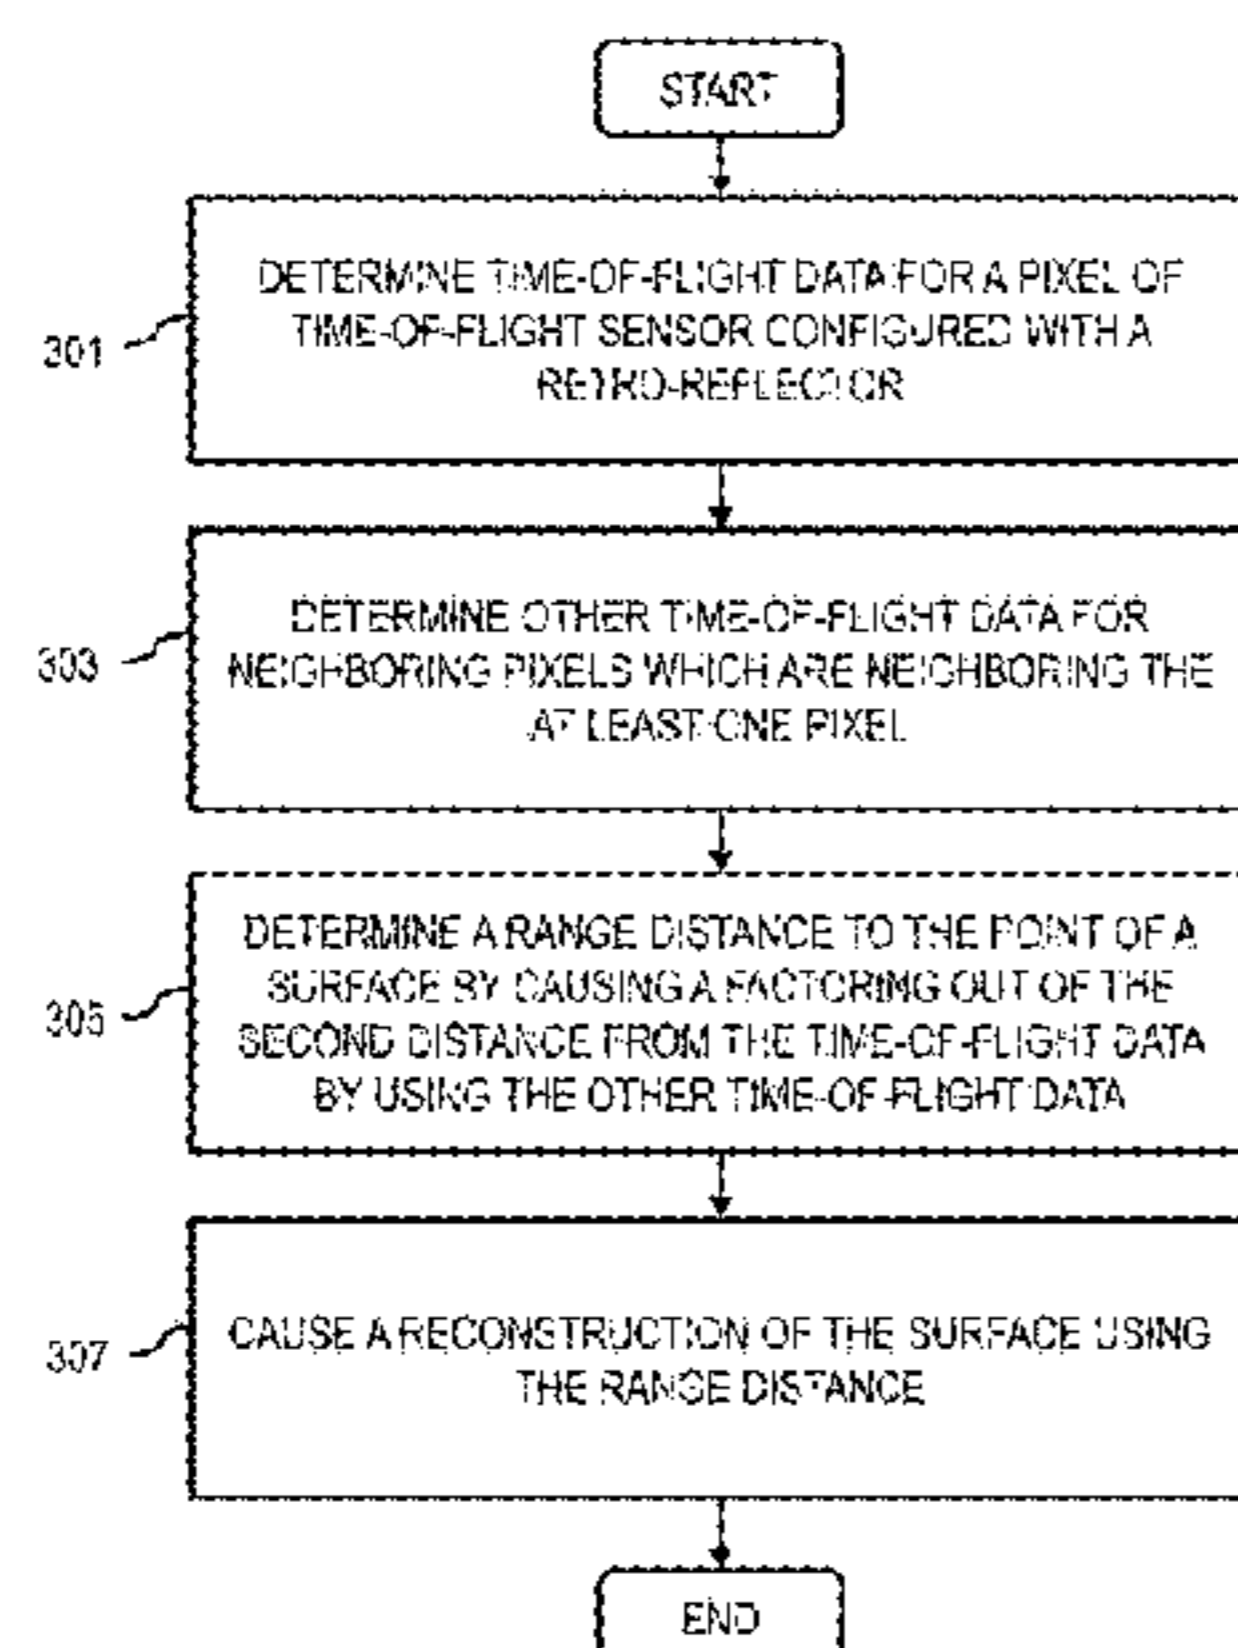 START
301
DETERMINE TIME-OF-FLIGHT DATA FOR A PIXEL OF
TIME-OF-FLIGHT SENSOR CONFIGURED WITH A
RETRO-REFLECTOR
303
DETERMINE OTHER TIME-OF-FLIGHT DATA FOR
NEIGHBORING PIXELS WHICH ARE NEIGHBORING THE
AT LEAST ONE PIXEL
305
DETERMINE A RANGE DISTANCE TO THE POINT OF A
SURFACE BY CAUSING A FACTORING OUT OF THE
SECOND DISTANCE FROM THE TIME-OF-FLIGHT DATA
BY USING THE OTHER TIME-OF-FLIGHT DATA
307
CAUSE A RECONSTRUCTION OF THE SURFACE USING
THE RANGE DISTANCE
END